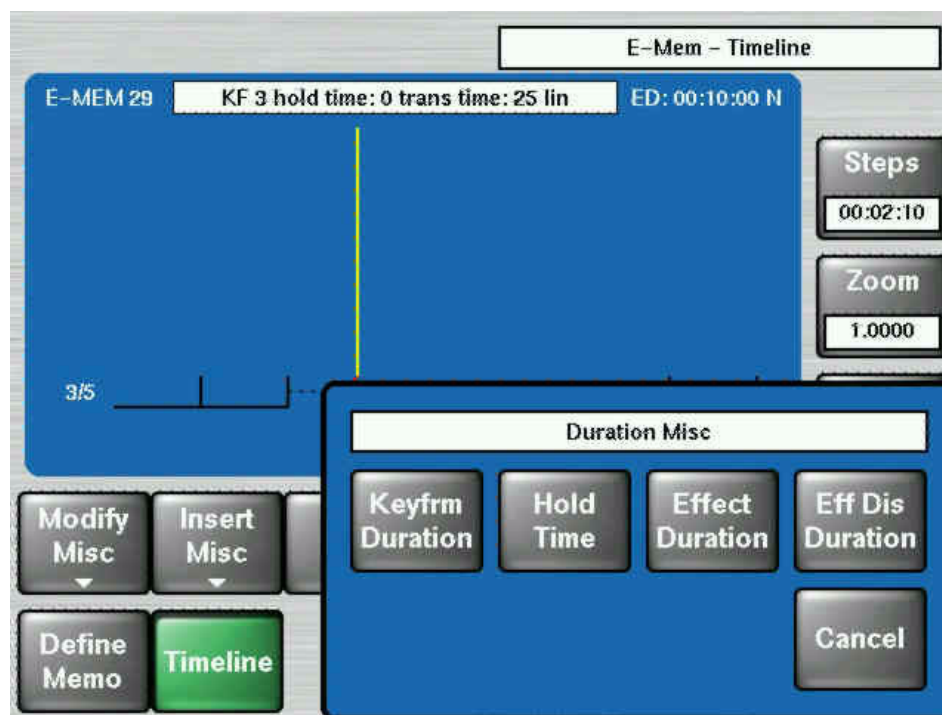 E-Mem - Timeline
E-MEM 29
KF 3 hold time: 0 trans time: 25 lin
ED: 00:10:00 N
Steps
00:02:10
Zoom
1.0000
3/5
Duration Misc
Keyfrm
Duration
Hold
Time
Effect
Duration
Eff Dis
Duration
Cancel
Modify
Misc
Insert
Misc
Define
Memo
Timeline